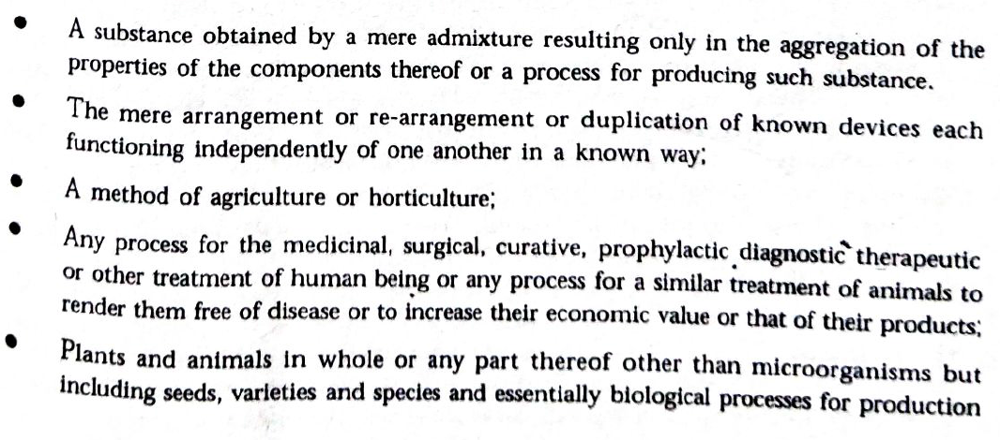 • A substance obtained by a mere admixture resulting only in the aggregation of the
properties of the components thereof or a process for producing such substance.
• The mere arrangement or re-arrangement or duplication of known devices each
functioning independently of one another in a known way;
• A method of agriculture or horticulture;
• Any process for the medicinal, surgical, curative, prophylactic diagnostic therapeutic
or other treatment of human being or any process for a similar treatment of animals to
render them free of disease or to increase their economic value or that of their products;
• Plants and animals in whole or any part thereof other than microorganisms but
including seeds, varieties and species and essentially biological processes for production